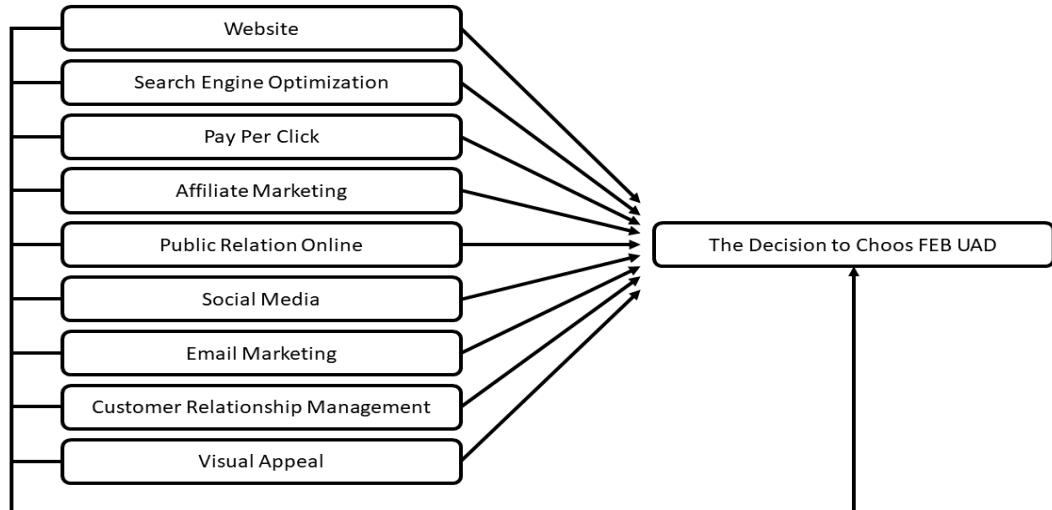 Website
Search Engine Optimization
Pay Per Click
Affiliate Marketing
Public Relation Online
The Decision to Choos FEB UAD
Social Media
Email Marketing
Customer Relationship Management
Visual Appeal